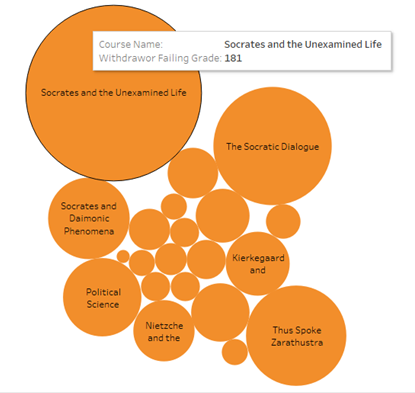 Course Name: Socrates and the Unexamined Life
Withdrawor Failing Grade: 181
Socrates and the Unexamined Life
The Socratic Dialogue
Socrates and
Daimonic
Phenomena
Kierkegaard
and
Political
Science
Nietzche
and the
Thus Spoke
Zarathustra